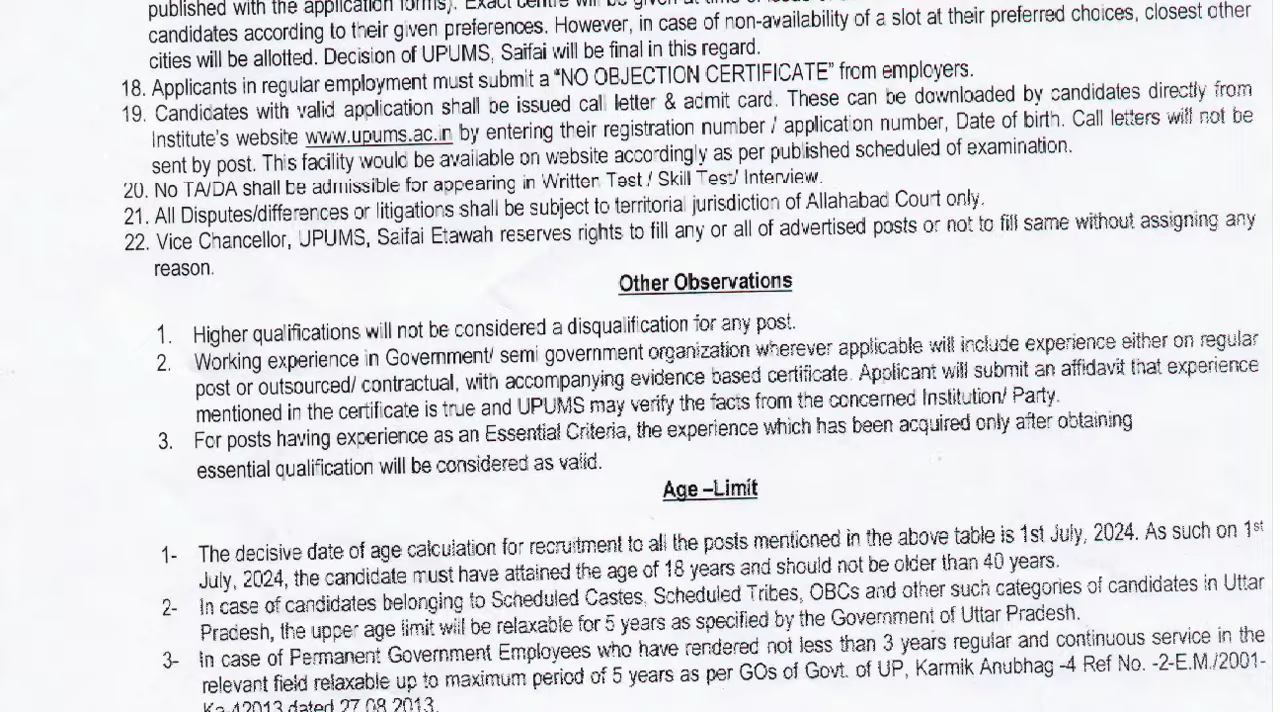 published with the application forms). Exact centre will be given at time of issue of
candidates according to their given preferences. However, in case of non-availability of a slot at their preferred choices, closest other
cities will be allotted. Decision of UPUMS, Saifai will be final in this regard.
18. Applicants in regular employment must submit a "NO OBJECTION CERTIFICATE" from employers.
19. Candidates with valid application shall be issued call letter & admit card. These can be downloaded by candidates directly from
Institute's website www.upums.ac.in by entering their registration number / application number, Date of birth. Call letters will not be
sent by post. This facility would be available on website accordingly as per published scheduled of examination.
20. No TA/DA shall be admissible for appearing in Written Test / Skill Test/ Interview.
21. All Disputes/differences or litigations shall be subject to territorial jurisdiction of Allahabad Court only.
22. Vice Chancellor, UPUMS, Saifai Etawah reserves rights to fill any or all of advertised posts or not to fill same without assigning any
reason.
Other Observations
1. Higher qualifications will not be considered a disqualification for any post.
2. Working experience in Government/ semi government organization wherever applicable will include experience either on regular
post or outsourced/ contractual, with accompanying evidence based certificate. Applicant will submit an affidavit that experience
mentioned in the certificate is true and UPUMS may verify the facts from the concerned Institution/ Party.
3. For posts having experience as an Essential Criteria, the experience which has been acquired only after obtaining
essential qualification will be considered as valid.
Age –Limit
1- The decisive date of age calculation for recruitment to all the posts mentioned in the above table is 1st July, 2024. As such on 1st
July, 2024, the candidate must have attained the age of 18 years and should not be older than 40 years.
2- In case of candidates belonging to Scheduled Castes, Scheduled Tribes, OBCs and other such categories of candidates in Uttar
Pradesh, the upper age limit will be relaxable for 5 years as specified by the Government of Uttar Pradesh.
3- In case of Permanent Government Employees who have rendered not less than 3 years regular and continuous service in the
relevant field relaxable up to maximum period of 5 years as per GOs of Govt. of UP, Karmik Anubhag -4 Ref No. -2-E.M./2001-
Ka-42013 dated 27.08.2013.